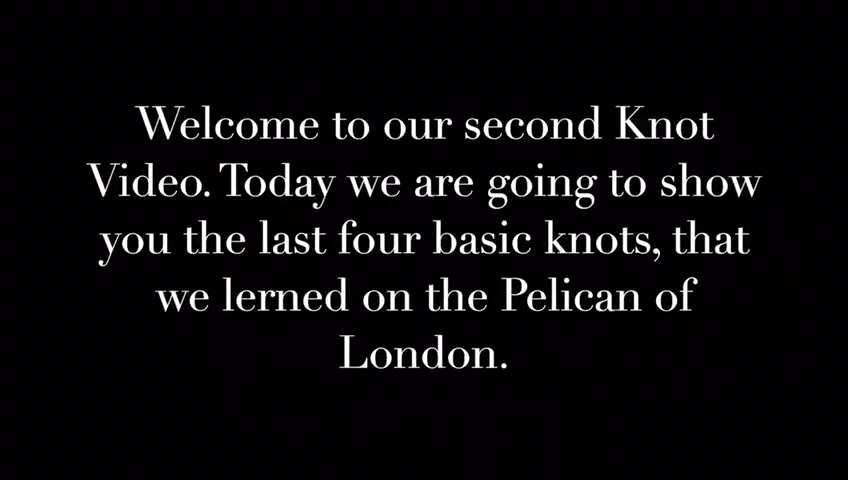 Welcome to our second Knot
Video. Today we are going to show
you the last four basic knots, that
we lerned on the Pelican of
London.